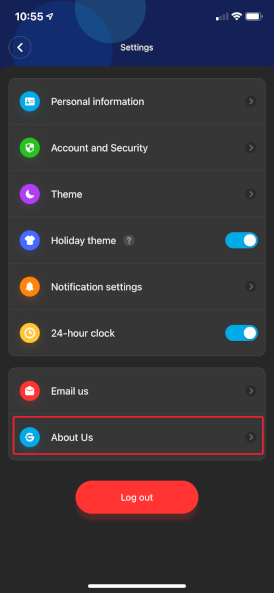 10:55
Settings
Personal information
Account and Security
Theme
Holiday theme ?
Notification settings
24-hour clock
Email us
About Us
Log out